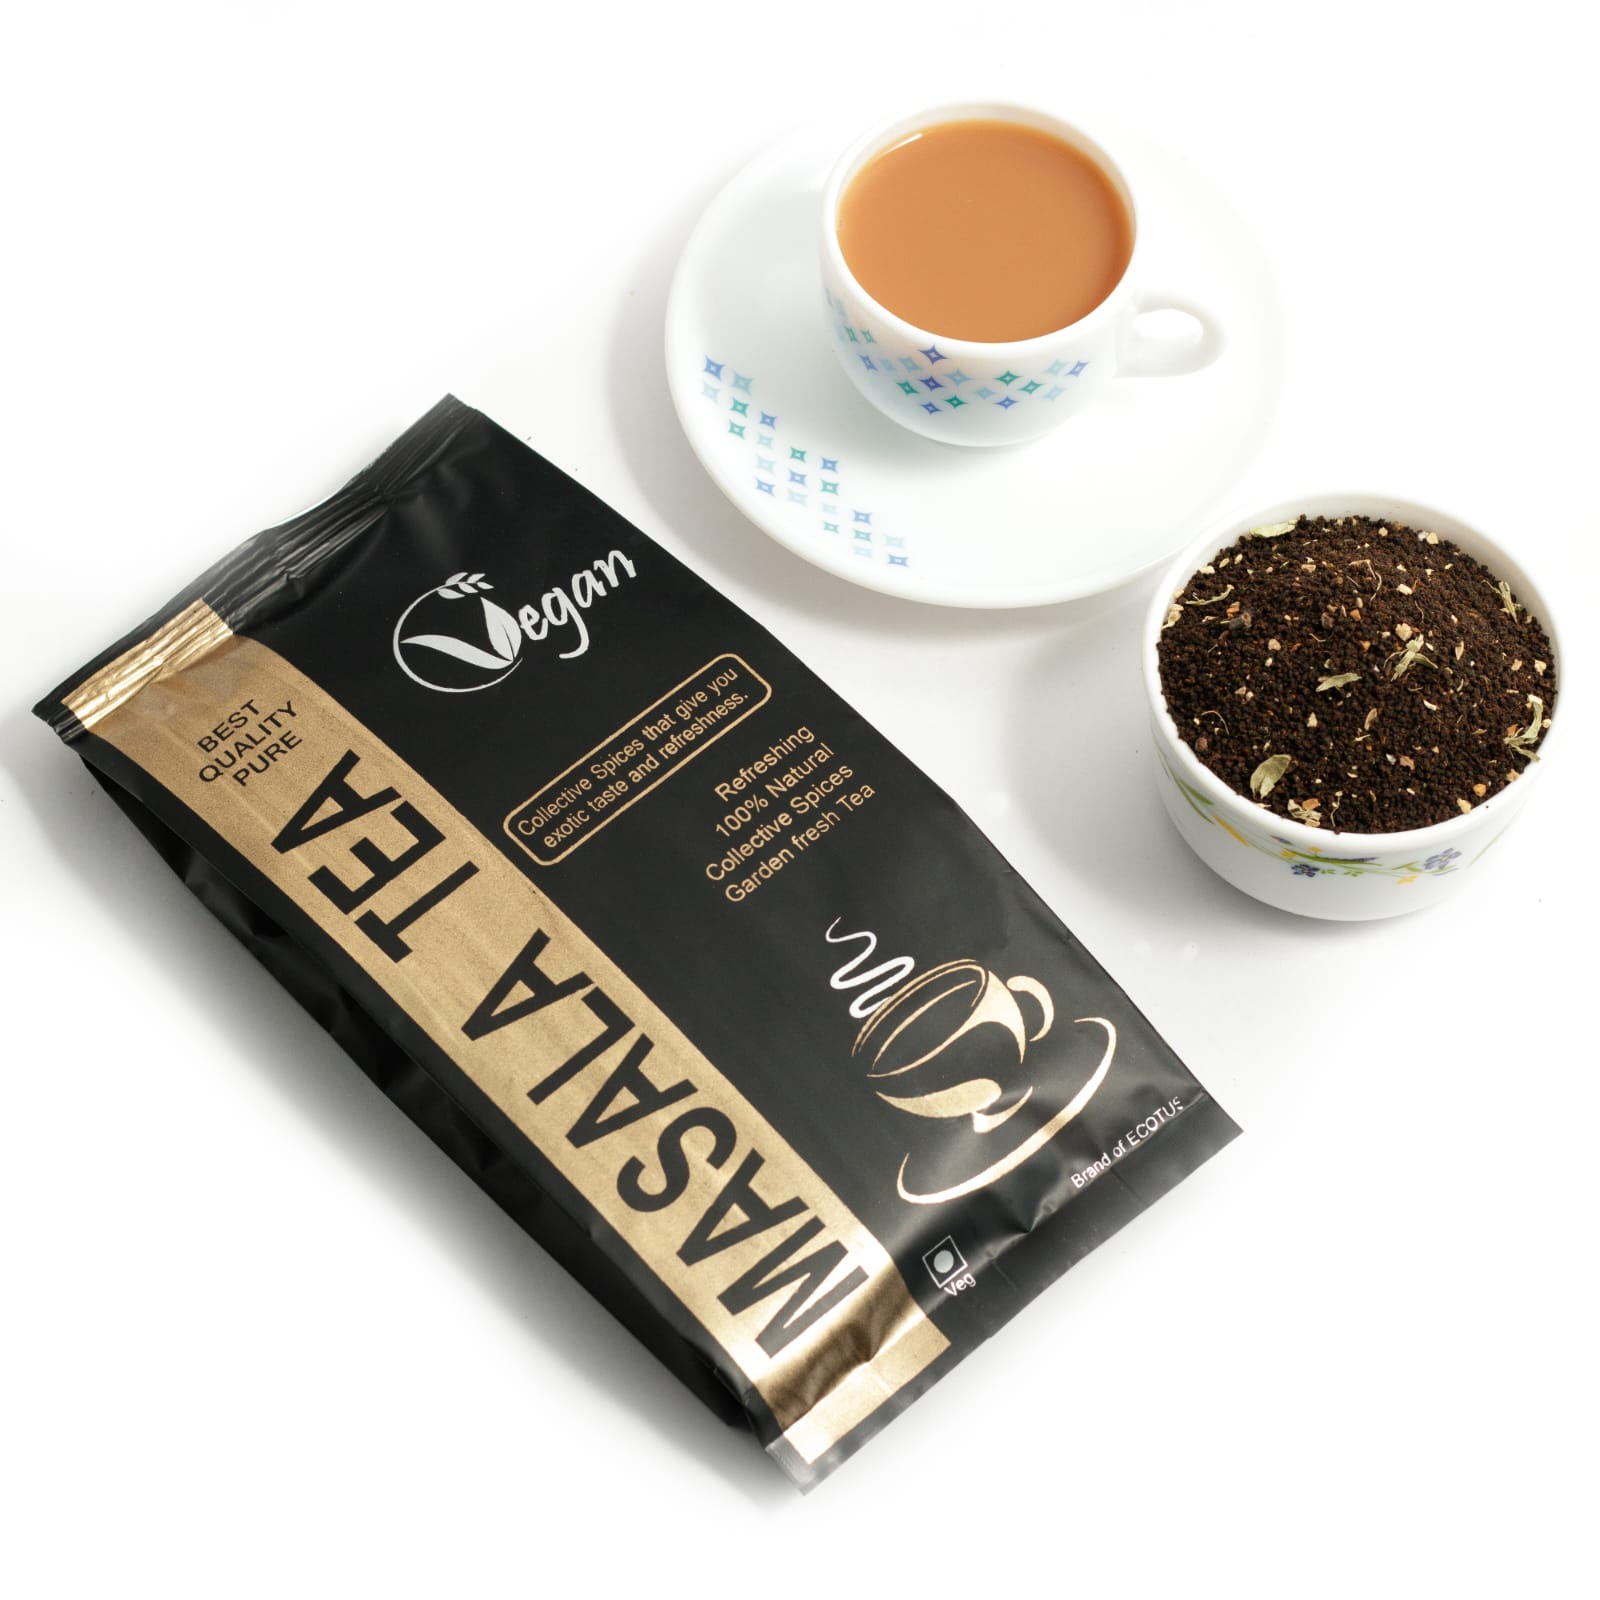 Vegan
BEST
QUALITY
PURE
MASALA TEA
Collective Spices that give you
exotic taste and refreshness.
Refreshing
100% Natural
Collective Spices
Garden fresh Tea
Brand of ECOTUS
Veg